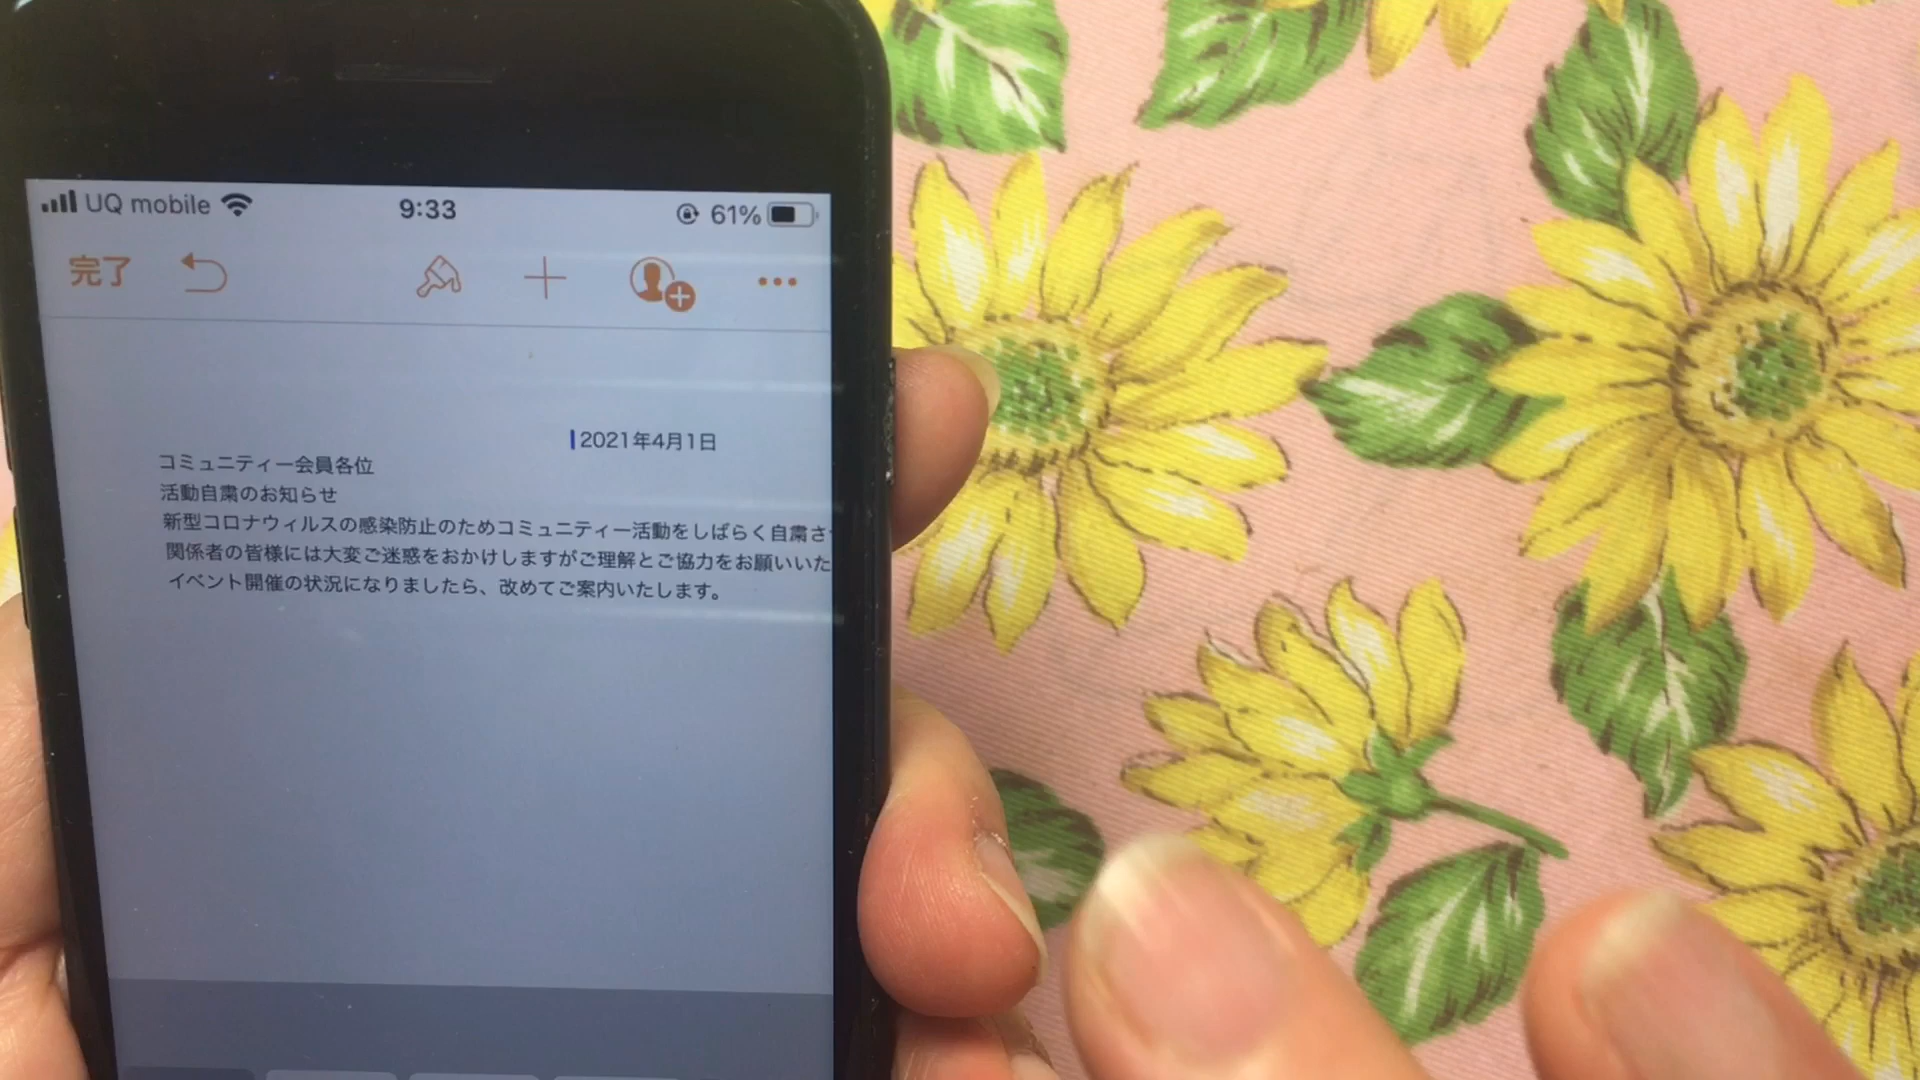 UQ mobile 9:33 61%
完了
2021年4月1日
コミュニティー会員各位
活動自粛のお知らせ
新型コロナウィルスの感染防止のためコミュニティー活動をしばらく自粛さ
関係者の皆様には大変ご迷惑をおかけしますがご理解とご協力をお願いいた
イベント開催の状況になりましたら、改めてご案内いたします。